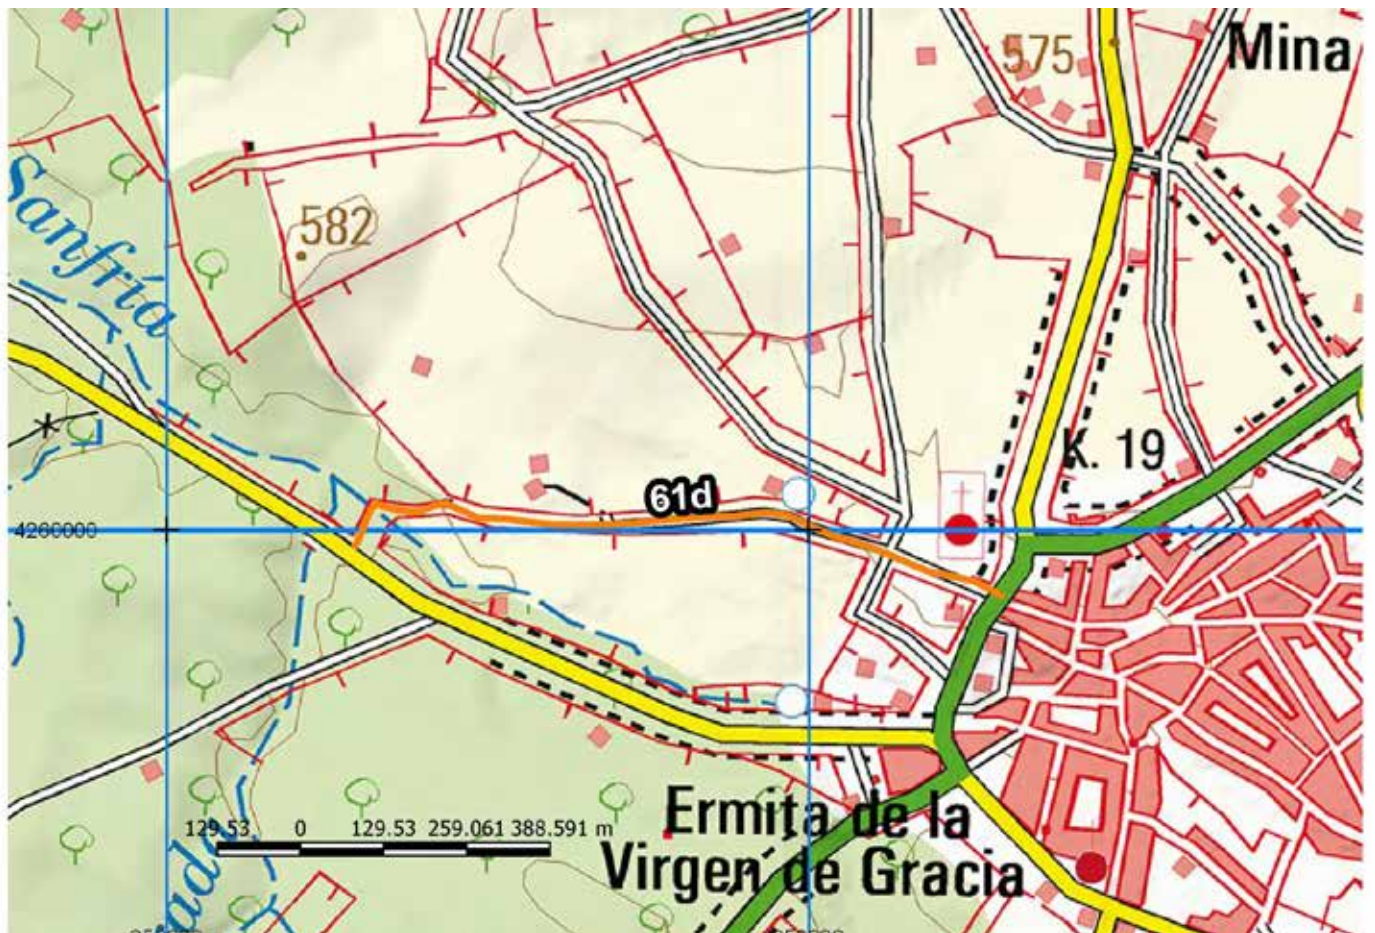 Mina
575
Sanfría
582
K. 19
61d
4260000
129.53 0 129.53 259.061 388.591 m
Ermita de la
Virgen de Gracia